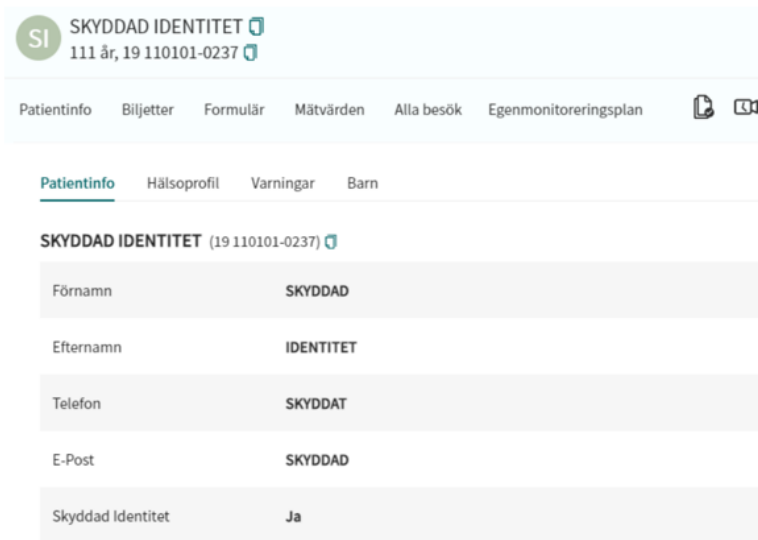 SI
SKYDDAD IDENTITET
111 år, 19 110101-0237
Patientinfo Biljetter Formulär Mätvärden Alla besök Egenmonitoreringsplan
Patientinfo Hälsoprofil Varningar Barn
SKYDDAD IDENTITET (19 110101-0237)
Förnamn SKYDDAD
Efternamn IDENTITET
Telefon SKYDDAT
E-Post SKYDDAD
Skyddad Identitet Ja